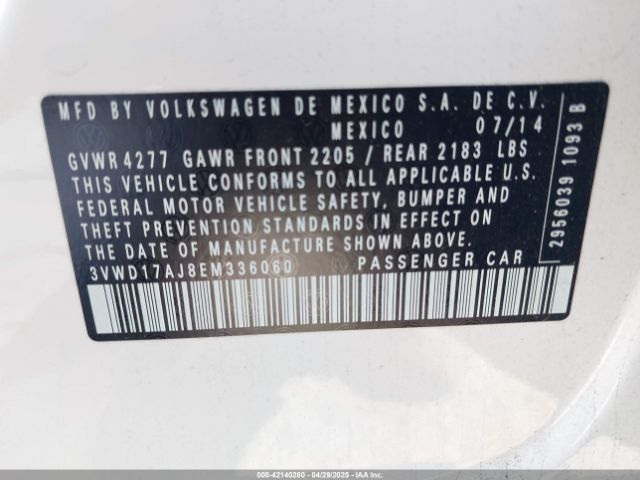 MFD BY VOLKSWAGEN DE MEXICO S.A. DE C.V.
MEXICO 07/14
GVWR 4277 GAWR FRONT 2205 / REAR 2183 LBS
THIS VEHICLE CONFORMS TO ALL APPLICABLE U.S.
FEDERAL MOTOR VEHICLE SAFETY, BUMPER AND
THEFT PREVENTION STANDARDS IN EFFECT ON
THE DATE OF MANUFACTURE SHOWN ABOVE.
3VWD17AJ8EM336060 PASSENGER CAR
2956039 1093 B
000-42140260 - 04/29/2025 - IAA Inc.